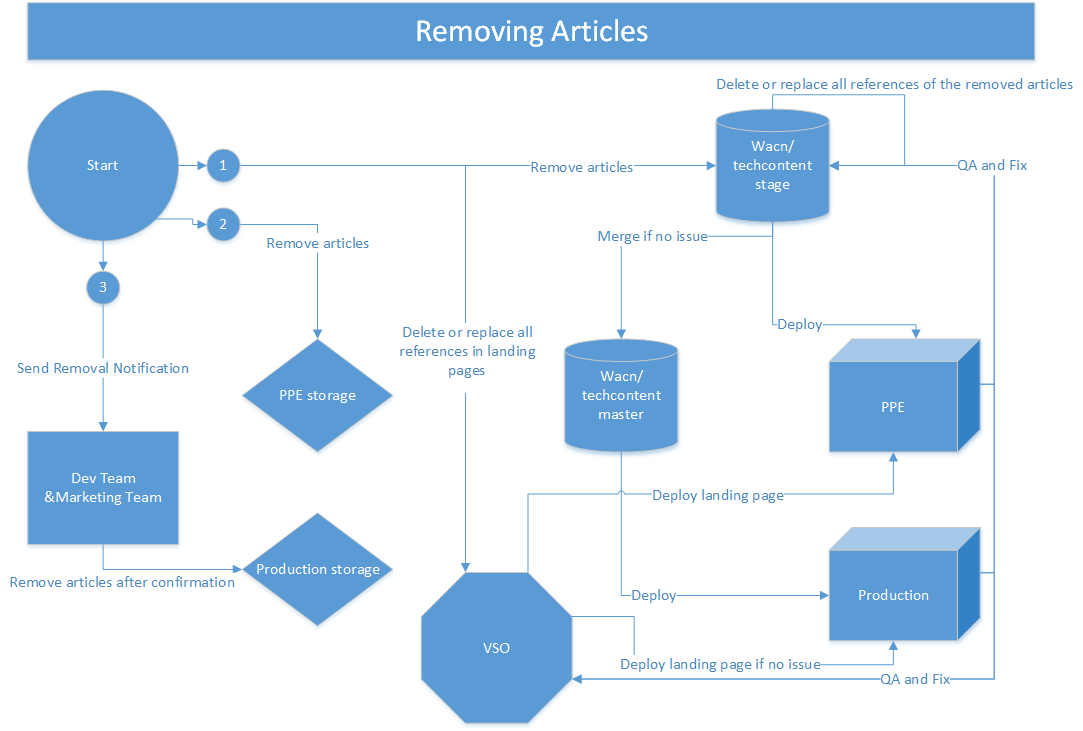 Removing Articles
Delete or replace all references of the removed articles
Start
1
Remove articles
Wacn/
techcontent
stage
QA and Fix
2
Remove articles
Merge if no issue
3
Deploy
Delete or replace all
references in landing
pages
Send Removal Notification
PPE storage
Wacn/
techcontent
master
PPE
Dev Team
&Marketing Team
Deploy landing page
Production storage
Remove articles after confirmation
Deploy
Production
VSO
Deploy landing page if no issue
QA and Fix